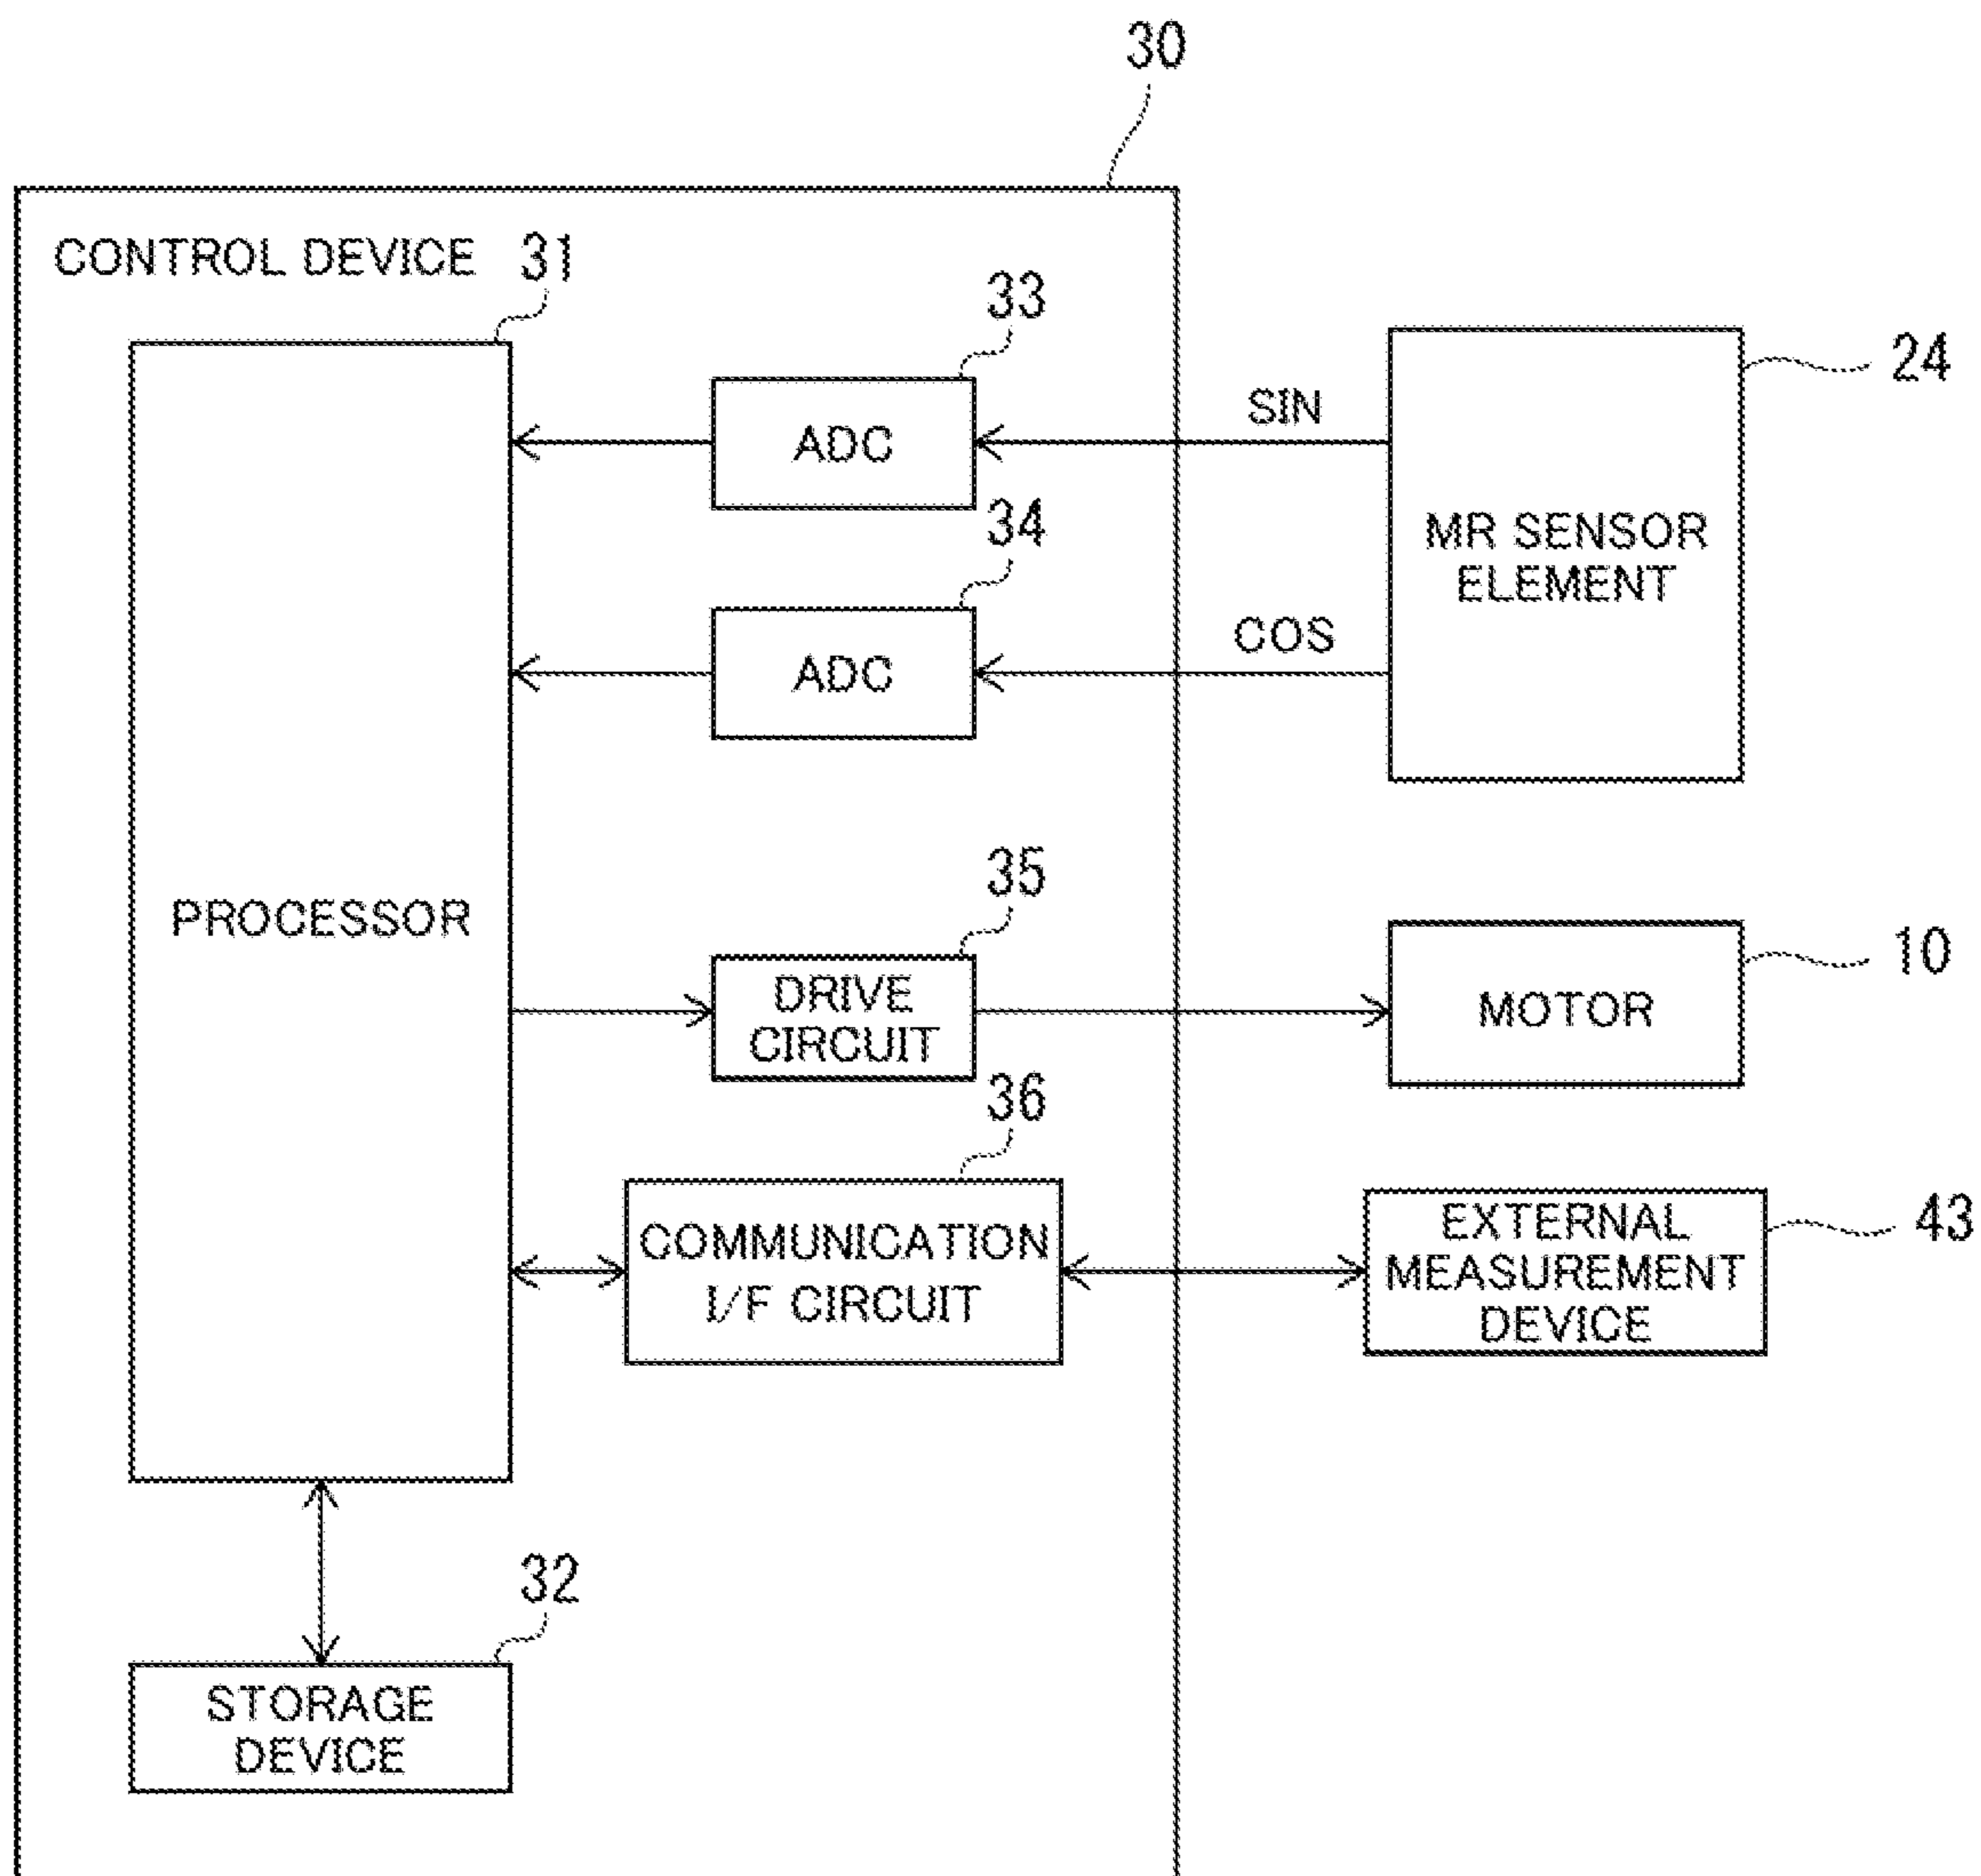 30
CONTROL DEVICE
31
33
24
ADC
SIN
34
MR SENSOR
ELEMENT
ADC
COS
PROCESSOR
35
10
DRIVE
CIRCUIT
MOTOR
36
43
COMMUNICATION
I/F CIRCUIT
EXTERNAL
MEASUREMENT
DEVICE
32
STORAGE
DEVICE